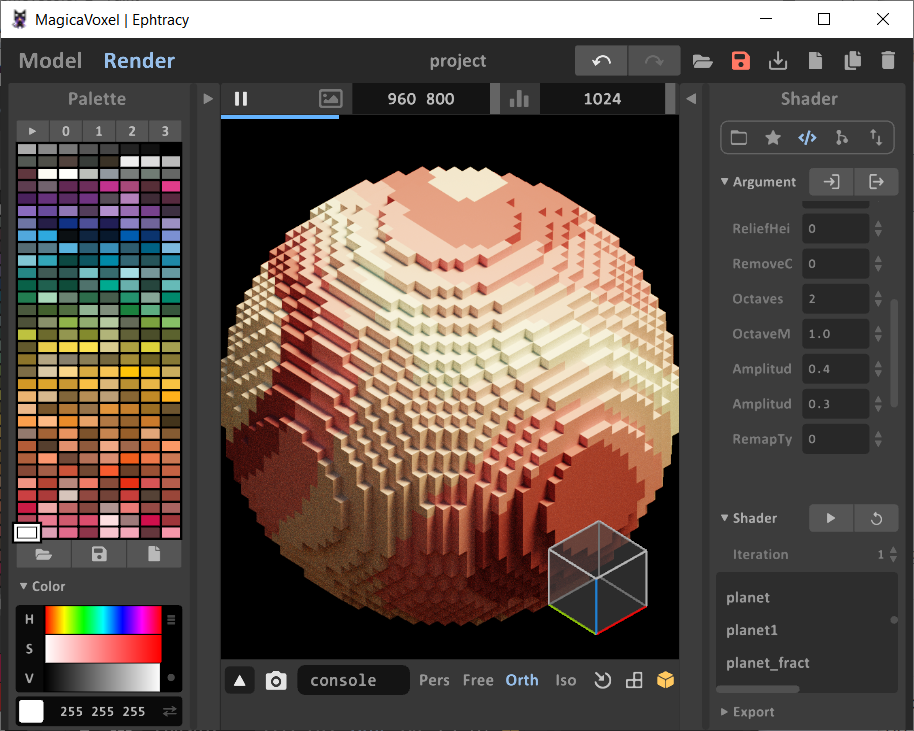 MagicaVoxel | Ephtracy
Model Render
project
Palette
960 800
1024
Shader
0 1 2 3
Argument
ReliefHei 0
RemoveC 0
Octaves 2
OctaveM 1.0
Amplitud 0.4
Amplitud 0.3
RemapTy 0
Shader
Iteration 1
planet
planet1
planet_fract
Export
Color
H
S
V
255 255 255
console
Pers Free Orth Iso